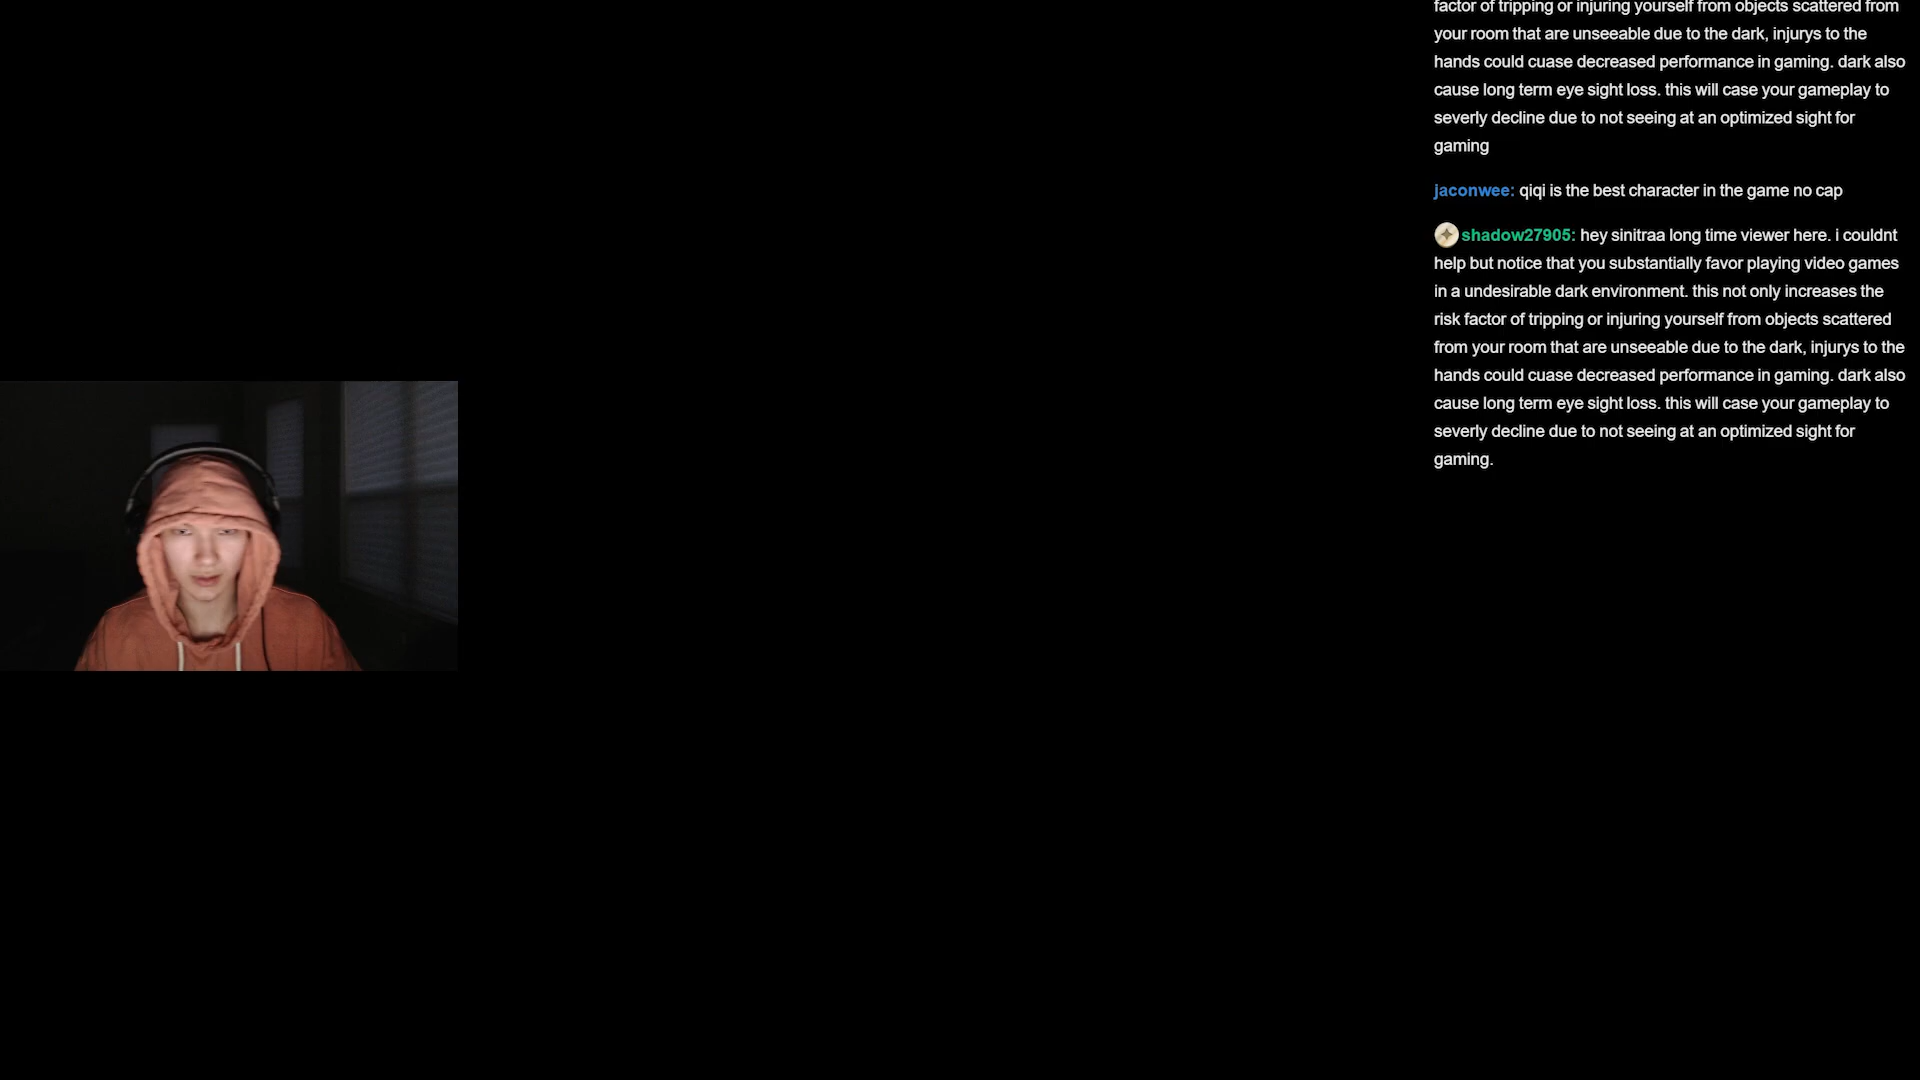 factor of tripping or injuring yourself from objects scattered from
your room that are unseeable due to the dark, injurys to the
hands could cuase decreased performance in gaming. dark also
cause long term eye sight loss. this will case your gameplay to
severly decline due to not seeing at an optimized sight for
gaming
jaconwee: qiqi is the best character in the game no cap
shadow27905: hey sinitraa long time viewer here. i couldnt
help but notice that you substantially favor playing video games
in a undesirable dark environment. this not only increases the
risk factor of tripping or injuring yourself from objects scattered
from your room that are unseeable due to the dark, injurys to the
hands could cuase decreased performance in gaming. dark also
cause long term eye sight loss. this will case your gameplay to
severly decline due to not seeing at an optimized sight for
gaming.